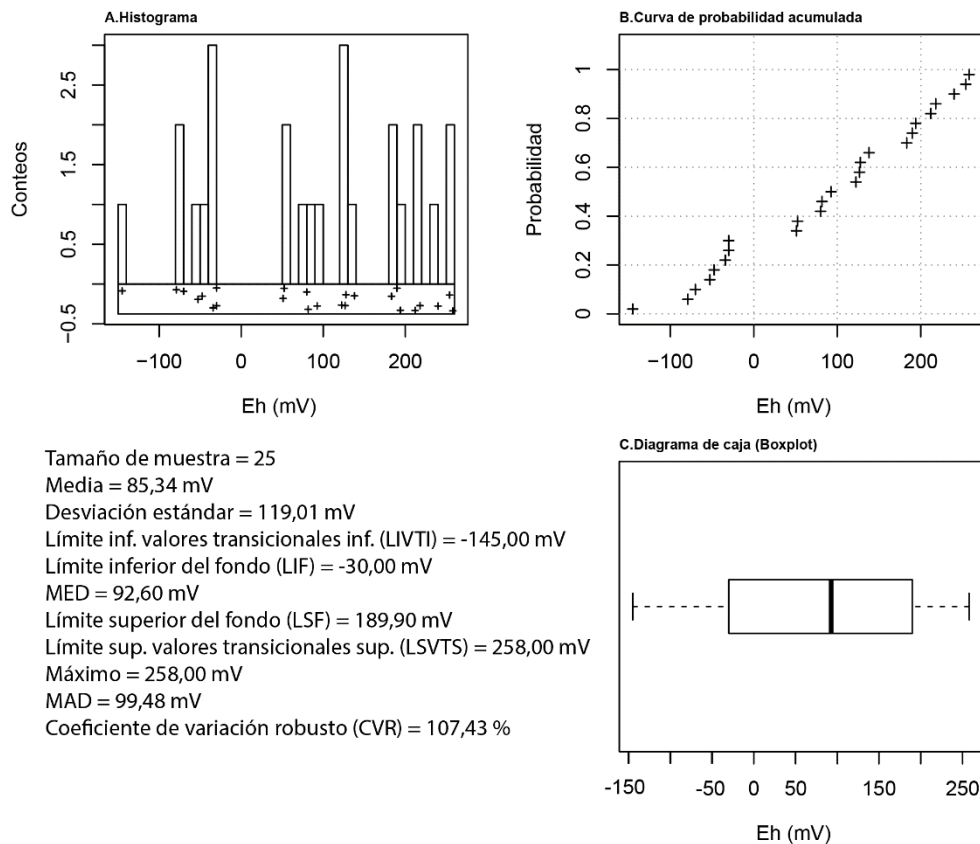 A.Histograma
Conteos
2.5
1.5
0.5
−0.5
−100 0 100 200
Eh (mV)
B.Curva de probabilidad acumulada
Probabilidad
1
0.8
0.6
0.4
0.2
0
−100 0 100 200
Eh (mV)
Tamaño de muestra = 25
Media = 85,34 mV
Desviación estándar = 119,01 mV
Límite inf. valores transicionales inf. (LIVTI) = -145,00 mV
Límite inferior del fondo (LIF) = -30,00 mV
MED = 92,60 mV
Límite superior del fondo (LSF) = 189,90 mV
Límite sup. valores transicionales sup. (LSVTS) = 258,00 mV
Máximo = 258,00 mV
MAD = 99,48 mV
Coeficiente de variación robusto (CVR) = 107,43 %
C.Diagrama de caja (Boxplot)
-150 -50 0 50 150 250
Eh (mV)